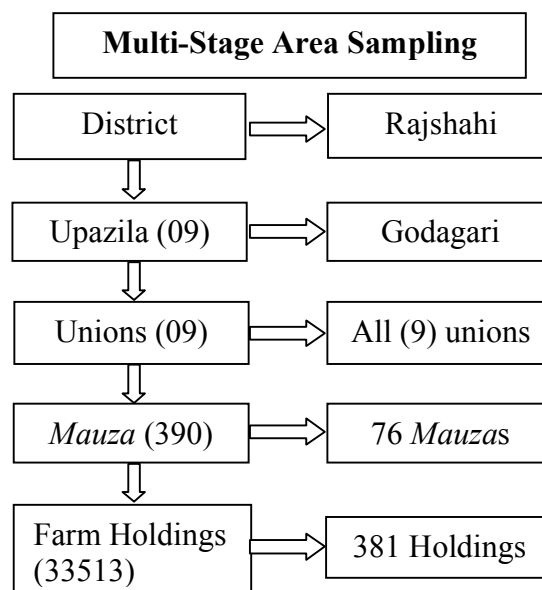 Multi-Stage Area Sampling
District
Rajshahi
Upazila (09)
Godagari
Unions (09)
All (9) unions
Mauza (390)
76 Mauzas
Farm Holdings
(33513)
381 Holdings